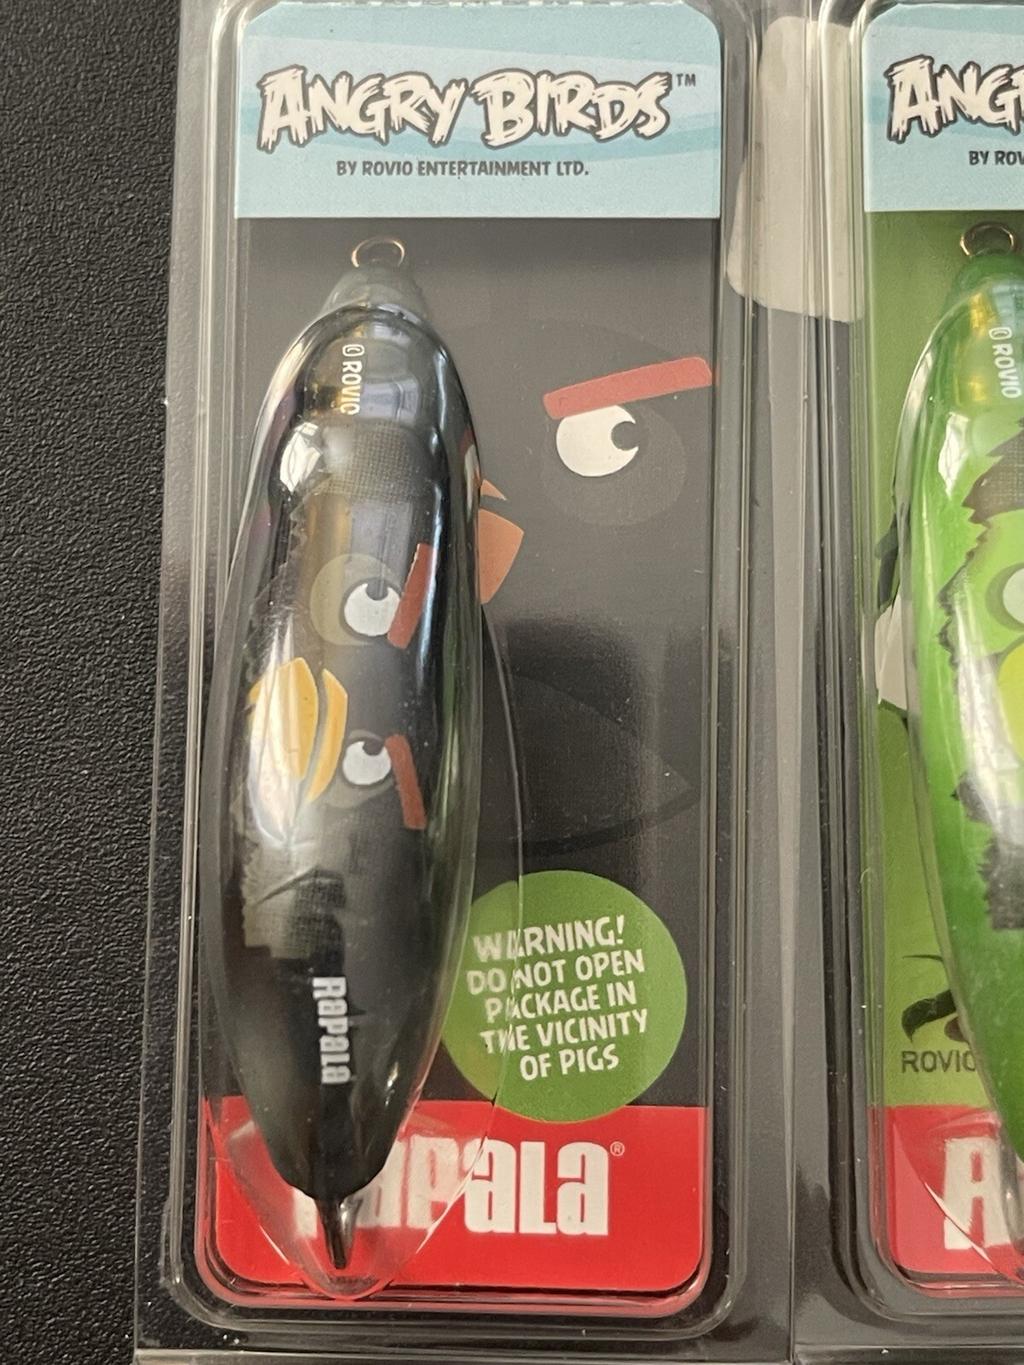 ANGRY BIRDS™
BY ROVIO ENTERTAINMENT LTD.
© ROVIO
RAPALA
WARNING!
DO NOT OPEN
PACKAGE IN
THE VICINITY
OF PIGS
RAPALA®
ANG
BY ROV
© ROVIO
ROVIO